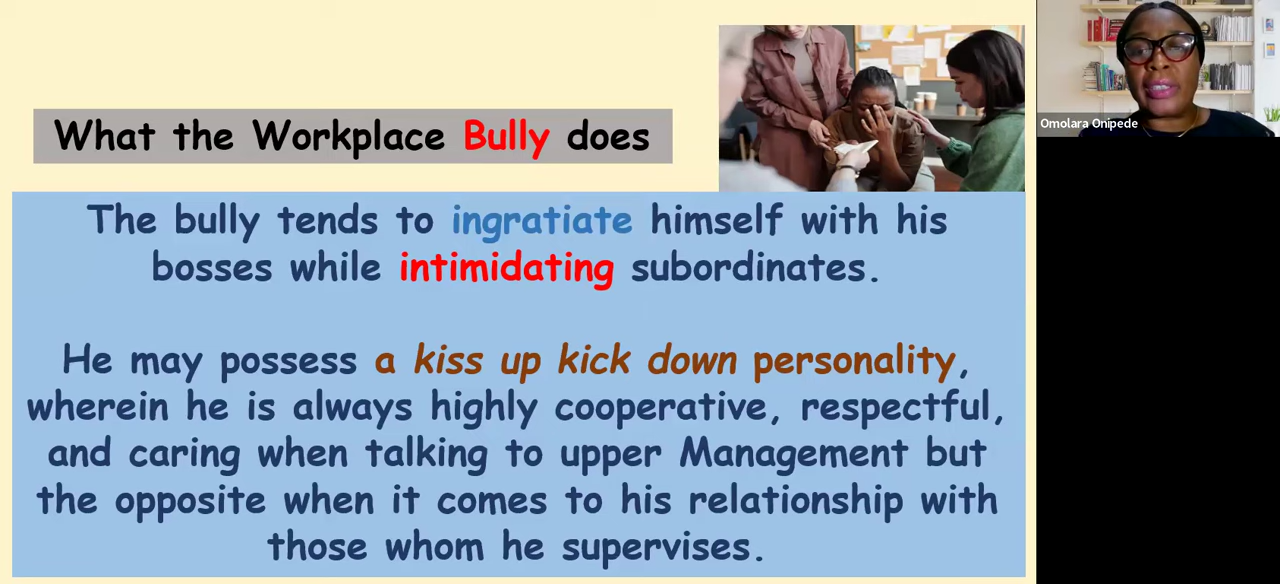 What the Workplace Bully does
The bully tends to ingratiate himself with his
bosses while intimidating subordinates.
He may possess a kiss up kick down personality,
wherein he is always highly cooperative, respectful,
and caring when talking to upper Management but
the opposite when it comes to his relationship with
those whom he supervises.
Omolara Onipede